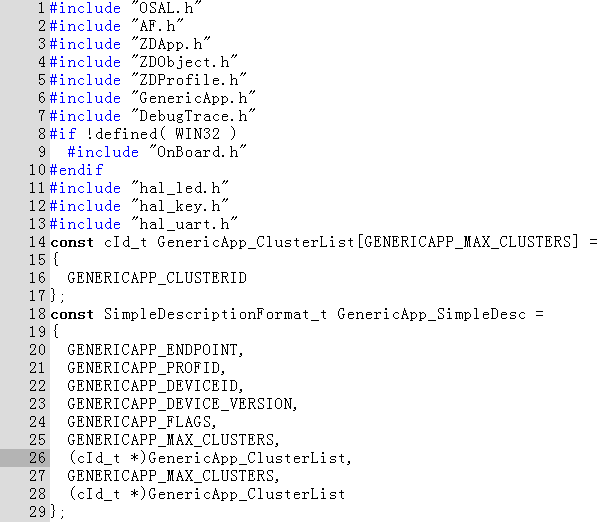 1 #include "OSAL.h"
2 #include "AF.h"
3 #include "ZDApp.h"
4 #include "ZDObject.h"
5 #include "ZDProfile.h"
6 #include "GenericApp.h"
7 #include "DebugTrace.h"
8 #if !defined( WIN32 )
9   #include "OnBoard.h"
10 #endif
11 #include "hal_led.h"
12 #include "hal_key.h"
13 #include "hal_uart.h"
14 const cId_t GenericApp_ClusterList[GENERICAPP_MAX_CLUSTERS] =
15 {
16   GENERICAPP_CLUSTERID
17 };
18 const SimpleDescriptionFormat_t GenericApp_SimpleDesc =
19 {
20   GENERICAPP_ENDPOINT,
21   GENERICAPP_PROFID,
22   GENERICAPP_DEVICEID,
23   GENERICAPP_DEVICE_VERSION,
24   GENERICAPP_FLAGS,
25   GENERICAPP_MAX_CLUSTERS,
26   (cId_t *)GenericApp_ClusterList,
27   GENERICAPP_MAX_CLUSTERS,
28   (cId_t *)GenericApp_ClusterList
29 };